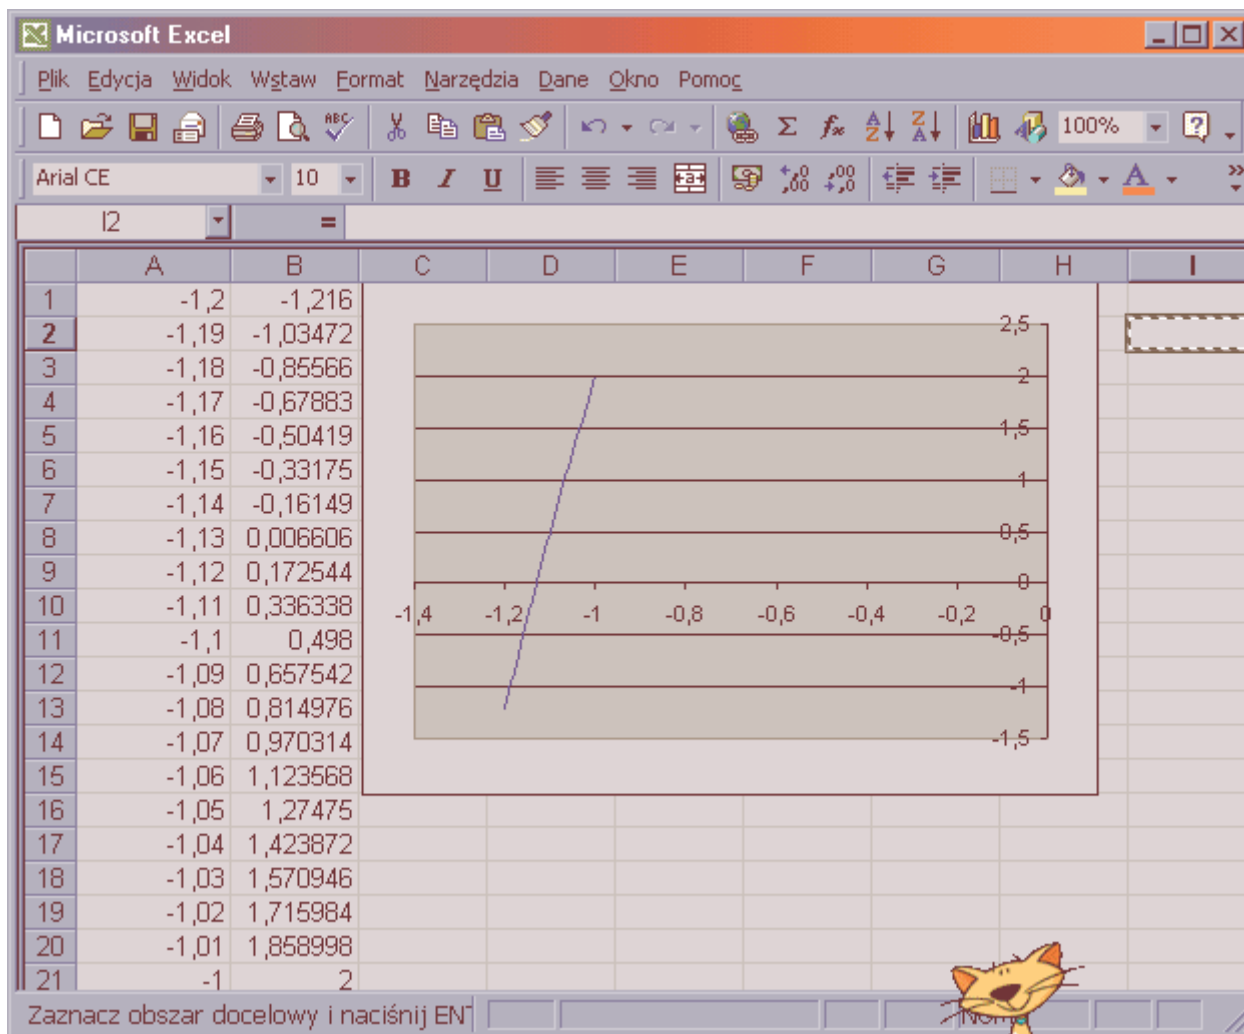 Microsoft Excel
Plik Edycja Widok Wstaw Format Narzędzia Dane Okno Pomoc
ABC Σ fx A Z Z A 100% ?
Arial CE 10 B I U a ,00 ,00 A »
I2 =
A B C D E F G H I
1 -1,2 -1,216
2 -1,19 -1,03472
3 -1,18 -0,85566
4 -1,17 -0,67883
5 -1,16 -0,50419
6 -1,15 -0,33175
7 -1,14 -0,16149
8 -1,13 0,006606
9 -1,12 0,172544
10 -1,11 0,336338
11 -1,1 0,498
12 -1,09 0,657542
13 -1,08 0,814976
14 -1,07 0,970314
15 -1,06 1,123568
16 -1,05 1,27475
17 -1,04 1,423872
18 -1,03 1,570946
19 -1,02 1,715984
20 -1,01 1,858998
21 -1 2
2,5
2
1,5
1
0,5
0
-1,4 -1,2 -1 -0,8 -0,6 -0,4 -0,2 0
-0,5
-1
-1,5
Zaznacz obszar docelowy i naciśnij ENT